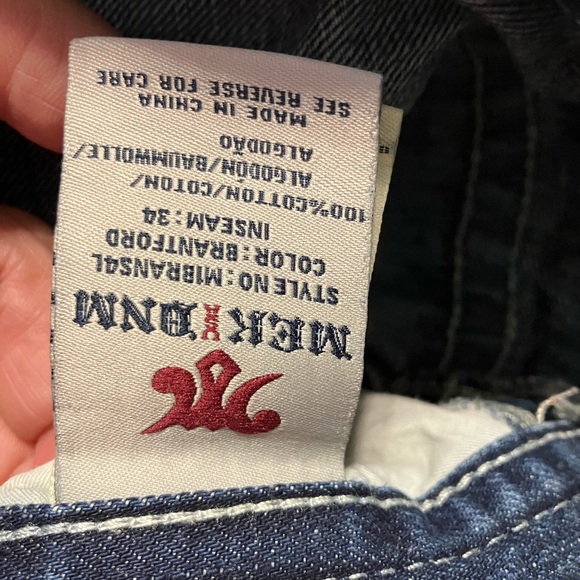 MEK DNM
STYLE NO: M1BRANS4L
COLOR: BRANTFORD
INSEAM: 34
100%COTTON/COTON/
ALGODÓN/BAUMWOLLE/
ALGODÃO
MADE IN CHINA
SEE REVERSE FOR CARE